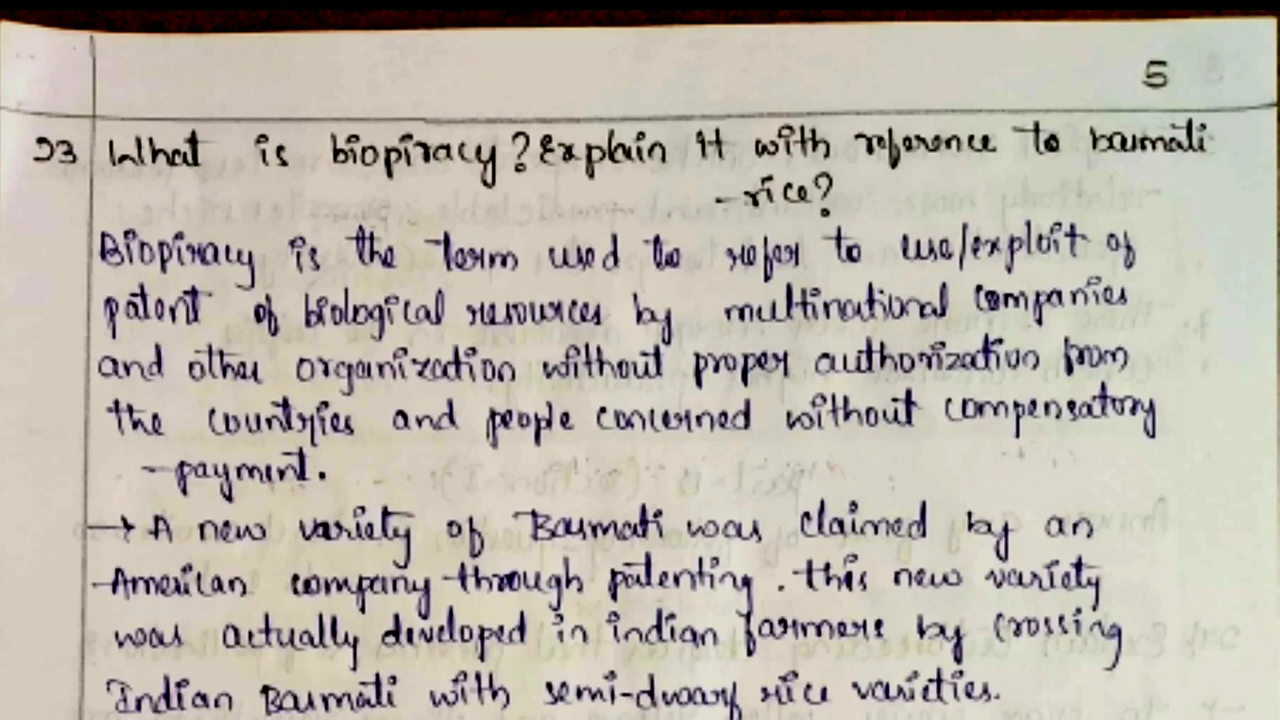 5
23 What is biopiracy? Explain it with reference to basmati
-rice?
Biopiracy is the term used to refer to use/exploit of
patent of biological resources by multinational companies
and other organization without proper authorization from
the countries and people concerned without compensatory
-payment.
→ A new variety of Basmati was claimed by an
-American company through patenting. this new variety
was actually developed in indian farmers by crossing
Indian Basmati with semi-dwarf rice varieties.